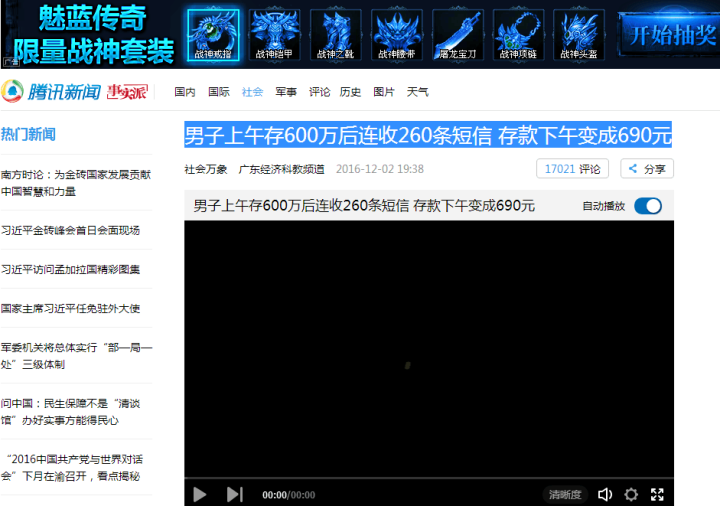 魅蓝传奇
限量战神套装
广告
战神戒指
战神铠甲
战神之靴
战神腰带
屠龙宝刀
战神项链
战神头盔
开始抽奖
腾讯新闻 事实派
国内 国际 社会 军事 评论 历史 图片 天气
热门新闻
南方时论：为金砖国家发展贡献
中国智慧和力量
习近平金砖峰会首日会面现场
习近平访问孟加拉国精彩图集
国家主席习近平任免驻外大使
军委机关将总体实行“部—局—
处”三级体制
问中国：民生保障不是“清谈
馆”办好实事方能得民心
“2016中国共产党与世界对话
会”下月在渝召开，看点揭秘
男子上午存600万后连收260条短信 存款下午变成690元
社会万象 广东经济科教频道 2016-12-02 19:38
17021 评论
分享
男子上午存600万后连收260条短信 存款下午变成690元
自动播放
00:00/00:00
清晰度